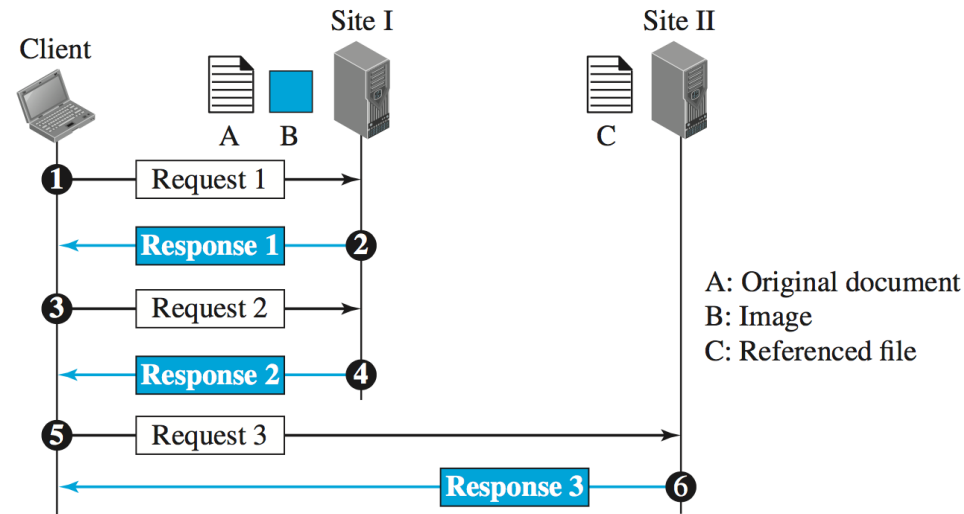 Site I
Site II
Client
A
B
C
1
Request 1
Response 1
2
3
Request 2
Response 2
4
5
Request 3
Response 3
6
A: Original document
B: Image
C: Referenced file